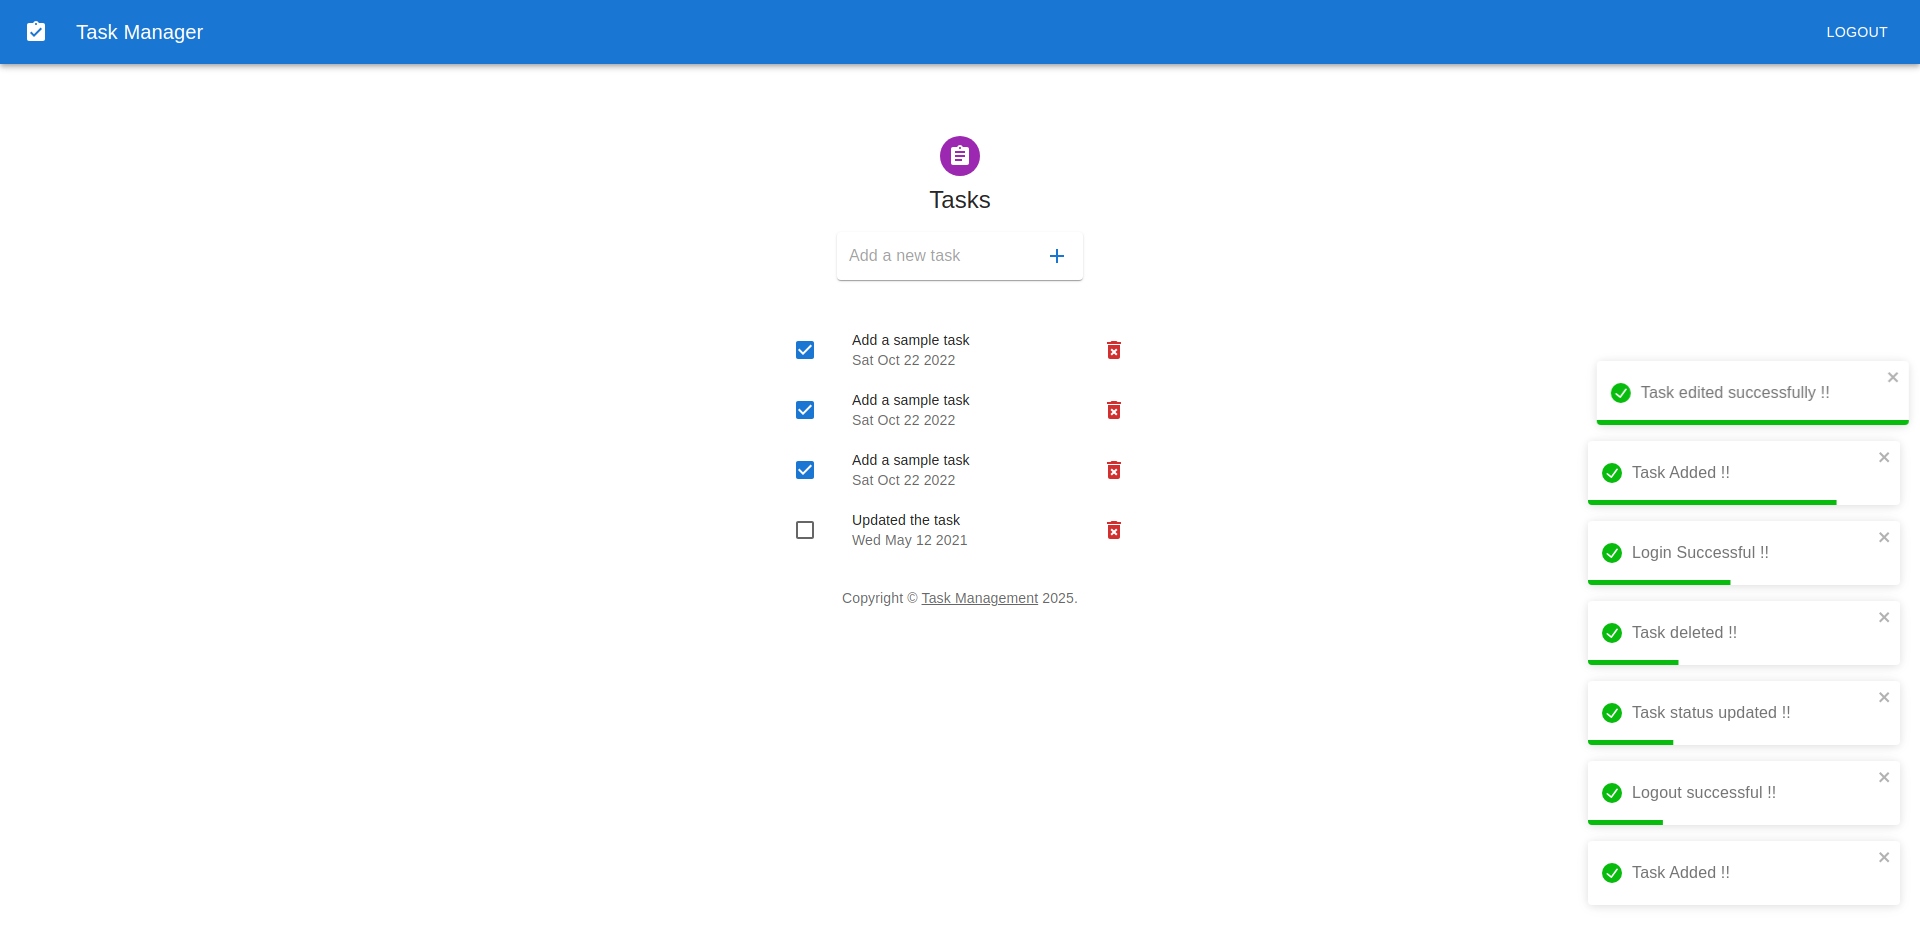 Task Manager
LOGOUT
Tasks
Add a new task
Add a sample task
Sat Oct 22 2022
Add a sample task
Sat Oct 22 2022
Add a sample task
Sat Oct 22 2022
Updated the task
Wed May 12 2021
Copyright © Task Management 2025.
Task edited successfully !!
Task Added !!
Login Successful !!
Task deleted !!
Task status updated !!
Logout successful !!
Task Added !!